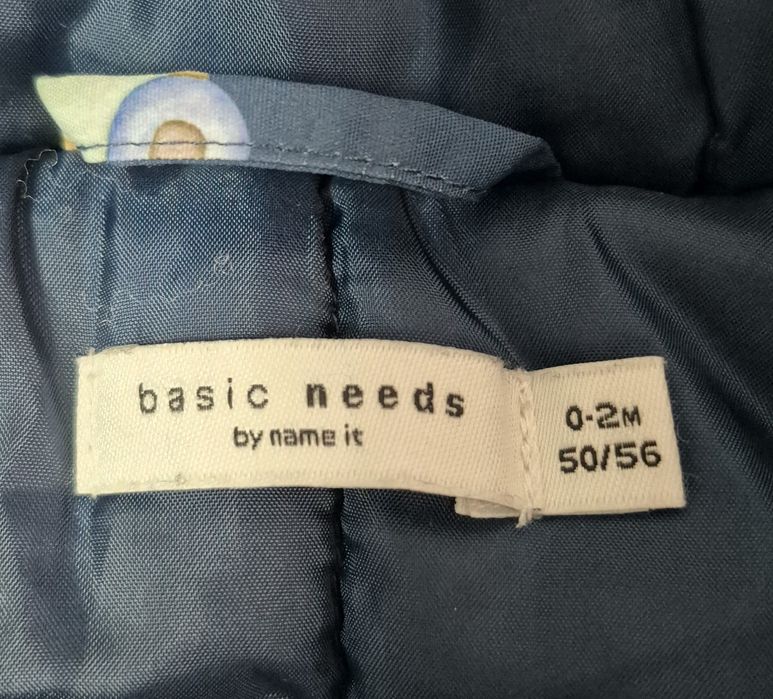 basic needs
by name it
0-2M
50/56